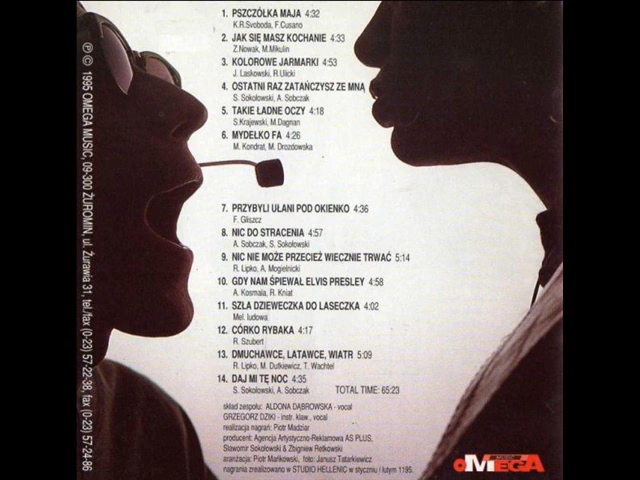 1. PSZCZÓŁKA MAJA 4:32
K.R.Svoboda, F.Cusano
2. JAK SIĘ MASZ KOCHANIE 4:33
Z.Nowak, M.Mikulin
3. KOLOROWE JARMARKI 4:53
J. Laskowski, R.Ulicki
4. OSTATNI RAZ ZATAŃCZYSZ ZE MNĄ
S. Sokołowski, A. Sobczak
5. TAKIE ŁADNE OCZY 4:18
S.Krajewski, M.Dagnan
6. MYDEŁKO FA 4:26
M. Kondrat, M. Drozdowska
7. PRZYBYLI UŁANI POD OKIENKO 4:36
F. Gliszcz
8. NIC DO STRACENIA 4:57
A. Sobczak, S. Sokołowski
9. NIC NIE MOŻE PRZECIEŻ WIECZNIE TRWAĆ 5:14
R. Lipko, A. Mogielnicki
10. GDY NAM ŚPIEWAŁ ELVIS PRESLEY 4:58
A. Kosmala, R. Kniat
11. SZŁA DZIEWECZKA DO LASECZKA 4:02
Mel. ludowa
12. CÓRKO RYBAKA 4:17
R. Szubert
13. DMUCHAWCE, LATAWCE, WIATR 5:09
R. Lipko, M. Dutkiewicz, T. Wachtel
14. DAJ MI TĘ NOC 4:35 TOTAL TIME: 65:23
S. Sokołowski, A. Sobczak
skład zespołu: ALDONA DĄBROWSKA - vocal
GRZEGORZ DZIKI - instr. klaw., vocal
realizacja nagrań: Piotr Madziar
producent: Agencja Artystyczno-Reklamowa AS PLUS,
Sławomir Sokołowski & Zbigniew Retkowski
aranżacja: Piotr Mańkowski, foto: Janusz Tatarkiewicz
nagrania zrealizowano w STUDIO HELLENIC w styczniu i lutym 1195.
℗ © 1995 OMEGA MUSIC, 09-300 ŻUROMIN, ul. Żurawia 31, tel./fax (0-23) 57-22-38, fax (0-23) 57-24-86
OMEGA